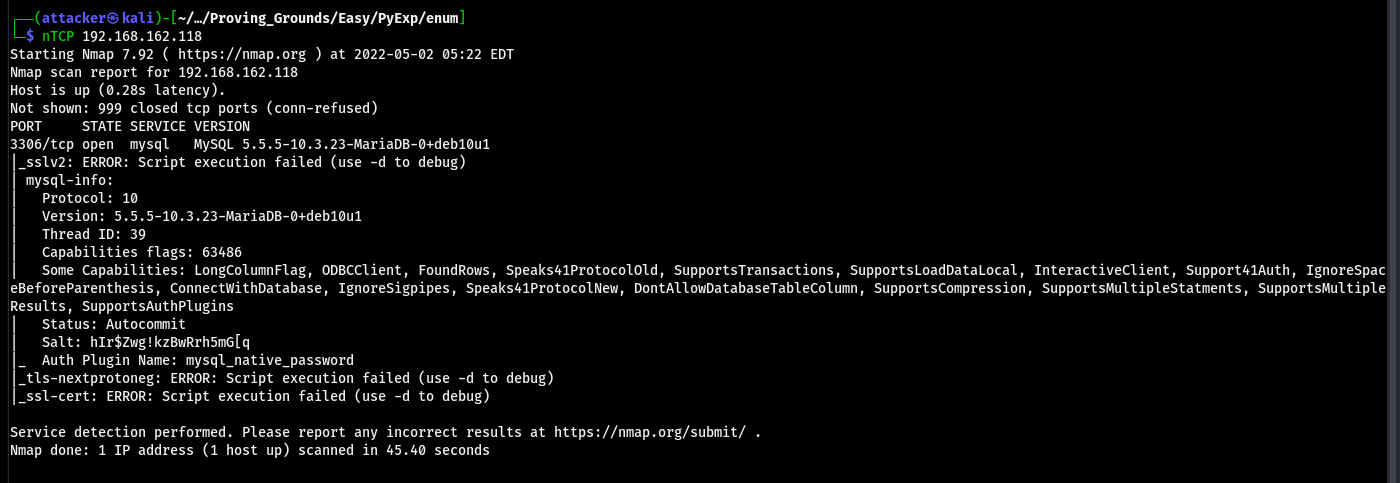 ┌──(attacker㉿kali)-[~/…/Proving_Grounds/Easy/PyExp/enum]
└─$ nTCP 192.168.162.118
Starting Nmap 7.92 ( https://nmap.org ) at 2022-05-02 05:22 EDT
Nmap scan report for 192.168.162.118
Host is up (0.28s latency).
Not shown: 999 closed tcp ports (conn-refused)
PORT     STATE SERVICE VERSION
3306/tcp open  mysql   MySQL 5.5.5-10.3.23-MariaDB-0+deb10u1
|_sslv2: ERROR: Script execution failed (use -d to debug)
| mysql-info:
|   Protocol: 10
|   Version: 5.5.5-10.3.23-MariaDB-0+deb10u1
|   Thread ID: 39
|   Capabilities flags: 63486
|   Some Capabilities: LongColumnFlag, ODBCClient, FoundRows, Speaks41ProtocolOld, SupportsTransactions, SupportsLoadDataLocal, InteractiveClient, Support41Auth, IgnoreSpac
eBeforeParenthesis, ConnectWithDatabase, IgnoreSigpipes, Speaks41ProtocolNew, DontAllowDatabaseTableColumn, SupportsCompression, SupportsMultipleStatments, SupportsMultiple
Results, SupportsAuthPlugins
|   Status: Autocommit
|   Salt: hIr$Zwg!kzBwRrh5mG[q
|_  Auth Plugin Name: mysql_native_password
|_tls-nextprotoneg: ERROR: Script execution failed (use -d to debug)
|_ssl-cert: ERROR: Script execution failed (use -d to debug)
Service detection performed. Please report any incorrect results at https://nmap.org/submit/ .
Nmap done: 1 IP address (1 host up) scanned in 45.40 seconds